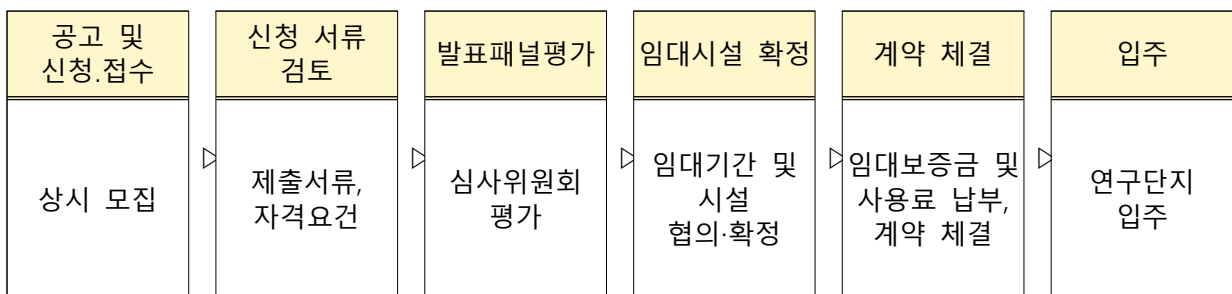 공고 및
신청.접수
상시 모집
신청 서류
검토
제출서류,
자격요건
발표패널평가
심사위원회
평가
임대시설 확정
임대기간 및
시설
협의·확정
계약 체결
임대보증금 및
사용료 납부,
계약 체결
입주
연구단지
입주